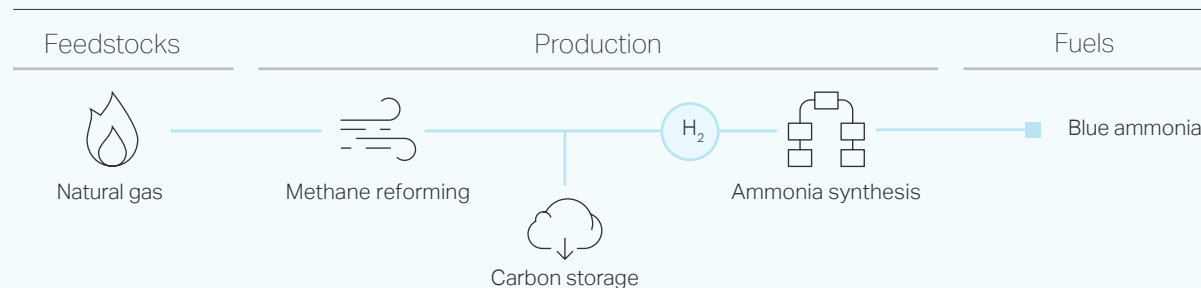 Feedstocks
Production
Fuels
H₂
Blue ammonia
Natural gas
Methane reforming
Ammonia synthesis
Carbon storage